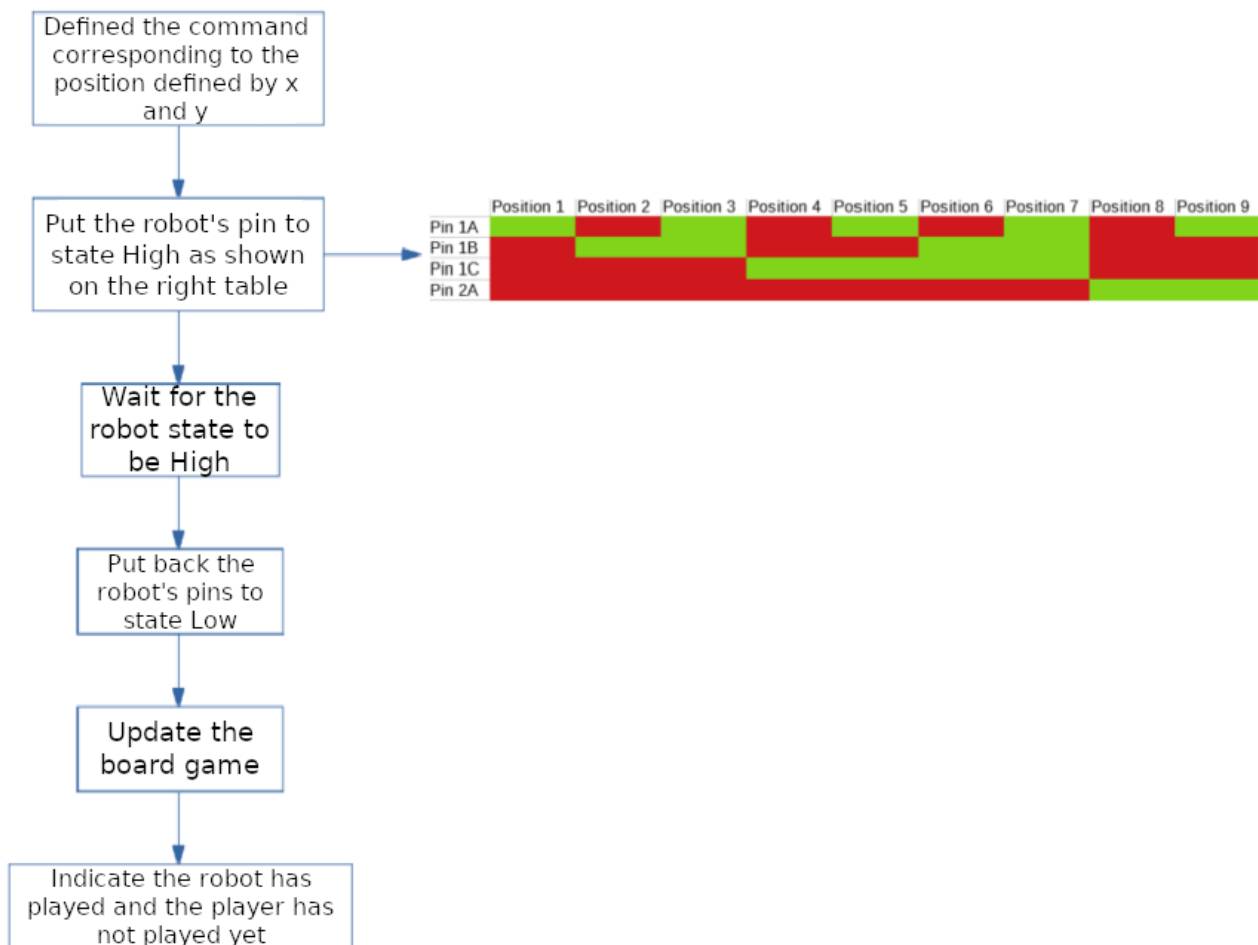 Defined the command
corresponding to the
position defined by x
and y
Put the robot's pin to
state High as shown
on the right table
Position 1 Position 2 Position 3 Position 4 Position 5 Position 6 Position 7 Position 8 Position 9
Pin 1A
Pin 1B
Pin 1C
Pin 2A
Wait for the
robot state to
be High
Put back the
robot's pins to
state Low
Update the
board game
Indicate the robot has
played and the player has
not played yet